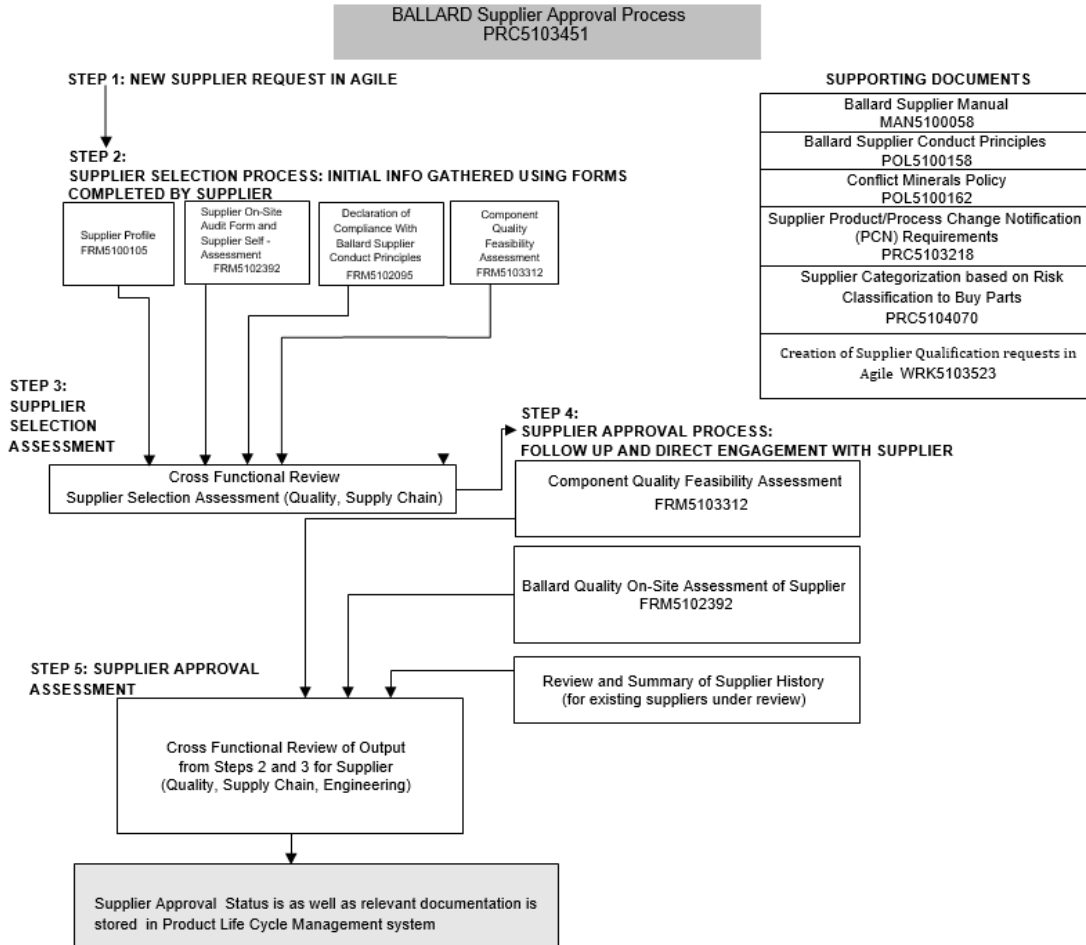 BALLARD Supplier Approval Process
PRC5103451
STEP 1: NEW SUPPLIER REQUEST IN AGILE
STEP 2:
SUPPLIER SELECTION PROCESS: INITIAL INFO GATHERED USING FORMS
COMPLETED BY SUPPLIER
Supplier Profile
FRM5100105
Supplier On-Site
Audit Form and
Supplier Self -
Assessment
FRM5102392
Declaration of
Compliance With
Ballard Supplier
Conduct Principles
FRM5102095
Component
Quality
Feasibility
Assessment
FRM5103312
SUPPORTING DOCUMENTS
Ballard Supplier Manual
MAN5100058
Ballard Supplier Conduct Principles
POL5100158
Conflict Minerals Policy
POL5100162
Supplier Product/Process Change Notification
(PCN) Requirements
PRC5103218
Supplier Categorization based on Risk
Classification to Buy Parts
PRC5104070
Creation of Supplier Qualification requests in
Agile WRK5103523
STEP 3:
SUPPLIER
SELECTION
ASSESSMENT
Cross Functional Review
Supplier Selection Assessment (Quality, Supply Chain)
STEP 4:
SUPPLIER APPROVAL PROCESS:
FOLLOW UP AND DIRECT ENGAGEMENT WITH SUPPLIER
Component Quality Feasibility Assessment
FRM5103312
Ballard Quality On-Site Assessment of Supplier
FRM5102392
Review and Summary of Supplier History
(for existing suppliers under review)
STEP 5: SUPPLIER APPROVAL
ASSESSMENT
Cross Functional Review of Output
from Steps 2 and 3 for Supplier
(Quality, Supply Chain, Engineering)
Supplier Approval Status is as well as relevant documentation is
stored in Product Life Cycle Management system